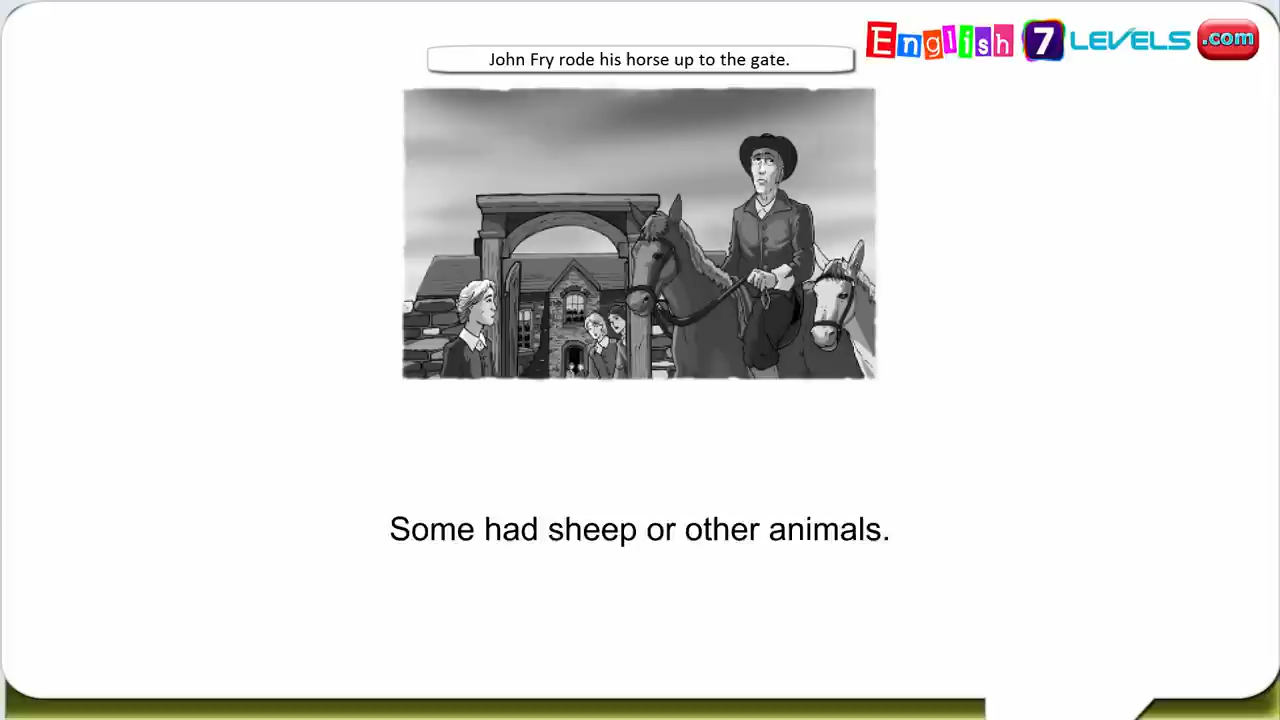 English 7 LEVELS .com
John Fry rode his horse up to the gate.
Some had sheep or other animals.